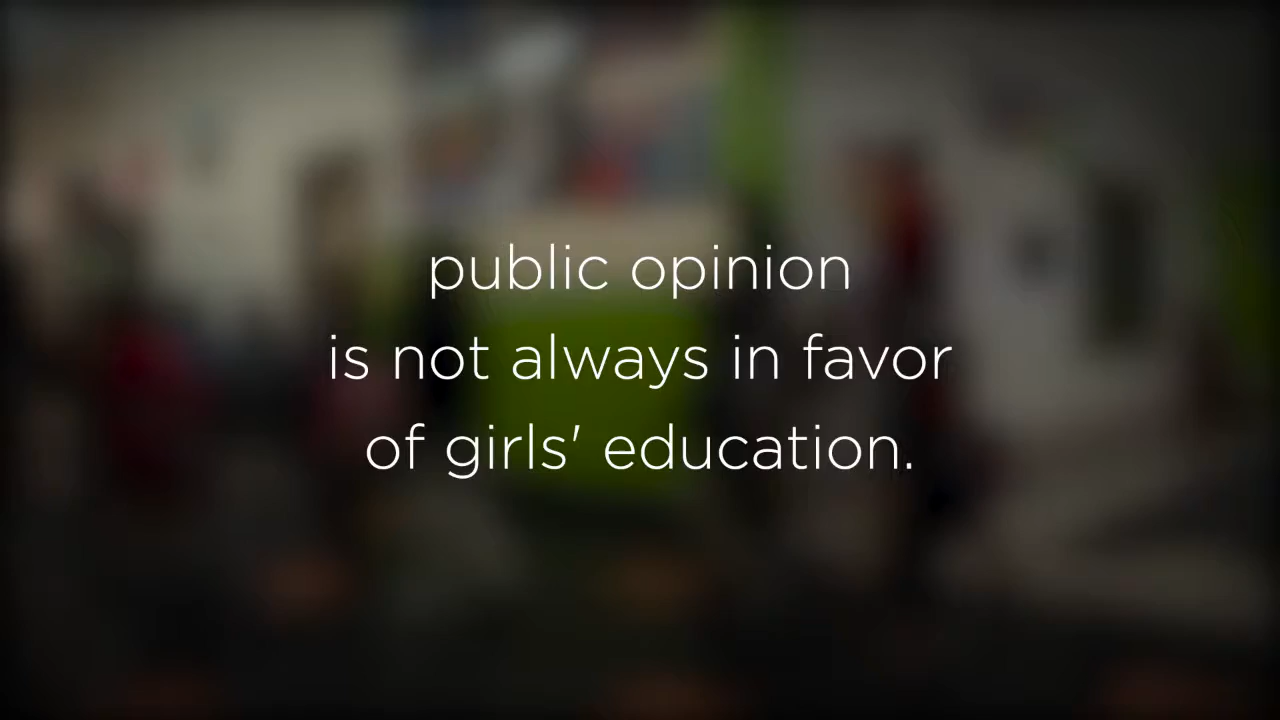 public opinion
is not always in favor
of girls' education.